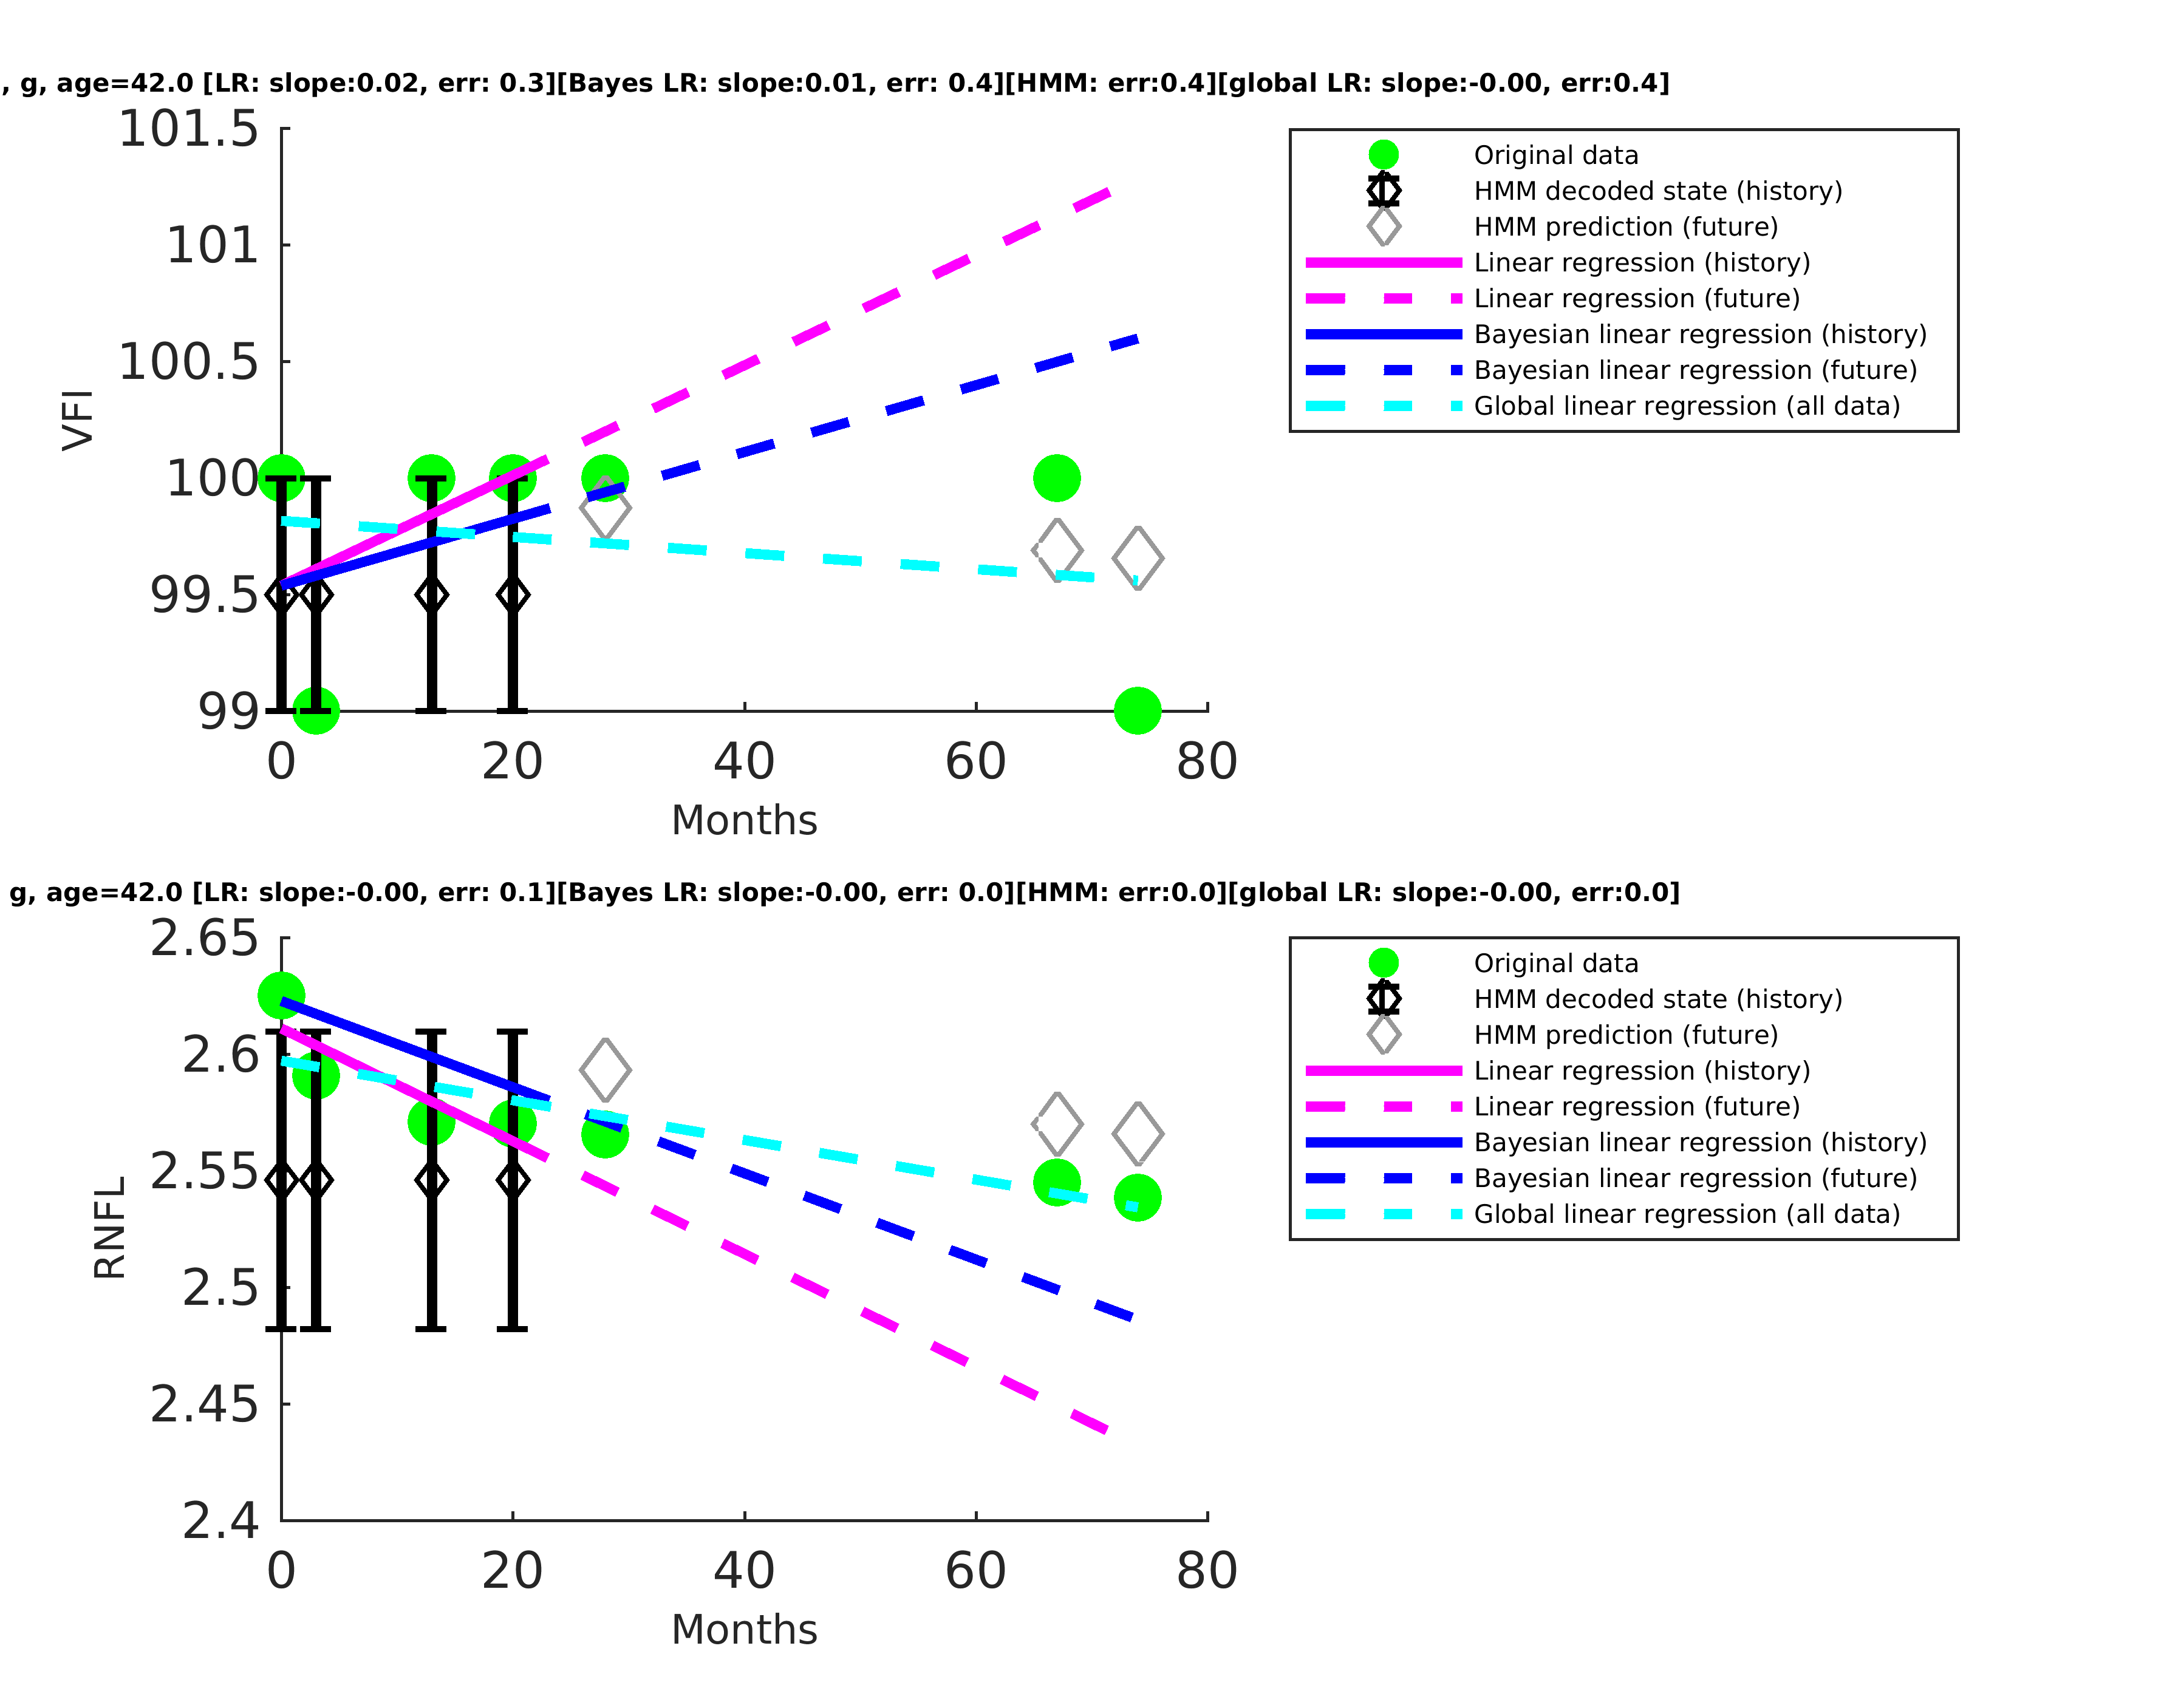 , g, age=42.0 [LR: slope:0.02, err: 0.3][Bayes LR: slope:0.01, err: 0.4][HMM: err:0.4][global LR: slope:-0.00, err:0.4]
101.5
101
100.5
100
99.5
99
VFI
0 20 40 60 80
Months
Original data
HMM decoded state (history)
HMM prediction (future)
Linear regression (history)
Linear regression (future)
Bayesian linear regression (history)
Bayesian linear regression (future)
Global linear regression (all data)
g, age=42.0 [LR: slope:-0.00, err: 0.1][Bayes LR: slope:-0.00, err: 0.0][HMM: err:0.0][global LR: slope:-0.00, err:0.0]
2.65
2.6
2.55
2.5
2.45
2.4
RNFL
0 20 40 60 80
Months
Original data
HMM decoded state (history)
HMM prediction (future)
Linear regression (history)
Linear regression (future)
Bayesian linear regression (history)
Bayesian linear regression (future)
Global linear regression (all data)